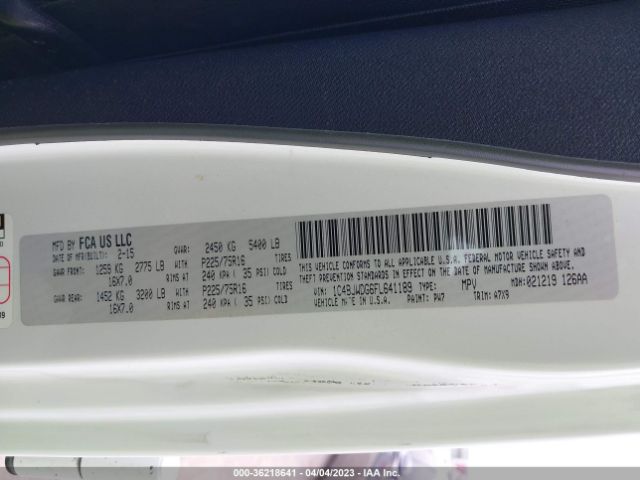 MFD BY FCA US LLC
DATE OF MFR(BUILT): 2-15 GVWR: 2450 KG 5400 LB
GAWR FRONT: 1259 KG 2775 LB WITH P225/75R16 TIRES
16X7.0 RIMS AT 240 KPA ( 35 PSI) COLD
GAWR REAR: 1452 KG 3200 LB WITH P225/75R16 TIRES
16X7.0 RIMS AT 240 KPA ( 35 PSI) COLD
THIS VEHICLE CONFORMS TO ALL APPLICABLE U.S.A. FEDERAL MOTOR VEHICLE SAFETY AND
THEFT PREVENTION STANDARDS IN EFFECT ON THE DATE OF MANUFACTURE SHOWN ABOVE.
VIN: 1C4BJWDG6FL641189 TYPE: MPV MDH: 021219 126AA
VEHICLE MADE IN U.S.A. PAINT: PW7 TRIM: A7X9
000-36218641 - 04/04/2023 - IAA Inc.